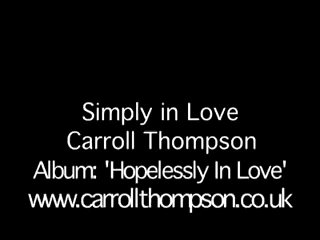 Simply in Love
Carroll Thompson
Album: 'Hopelessly In Love'
www.carrollthompson.co.uk